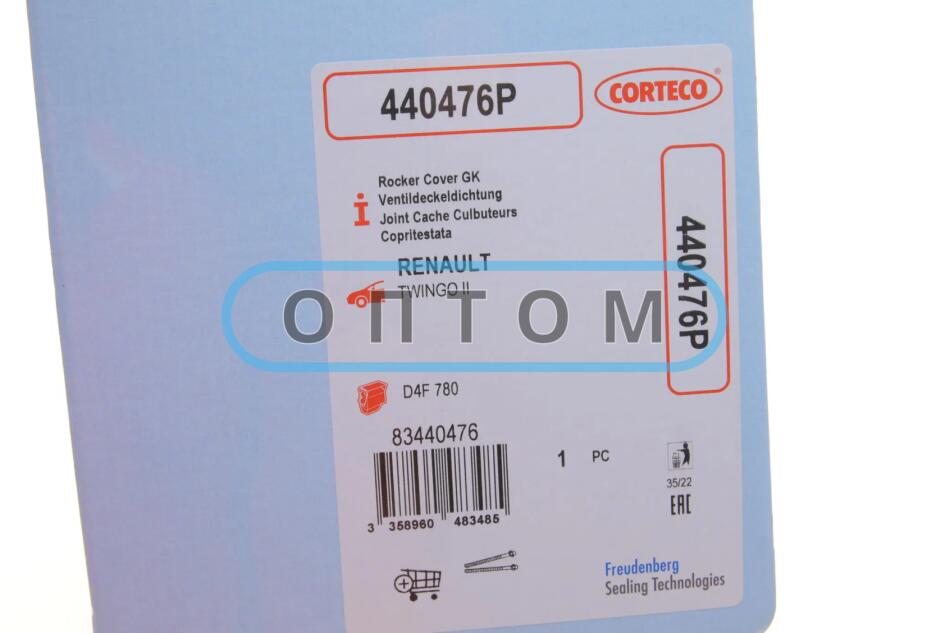 440476P
CORTECO®
Rocker Cover GK
Ventildeckeldichtung
Joint Cache Culbuteurs
Copritestata
440476P
RENAULT
TWINGO II
ОПТОМ
D4F 780
83440476
1 PC
35/22
EAC
3 358960 483485
Freudenberg
Sealing Technologies